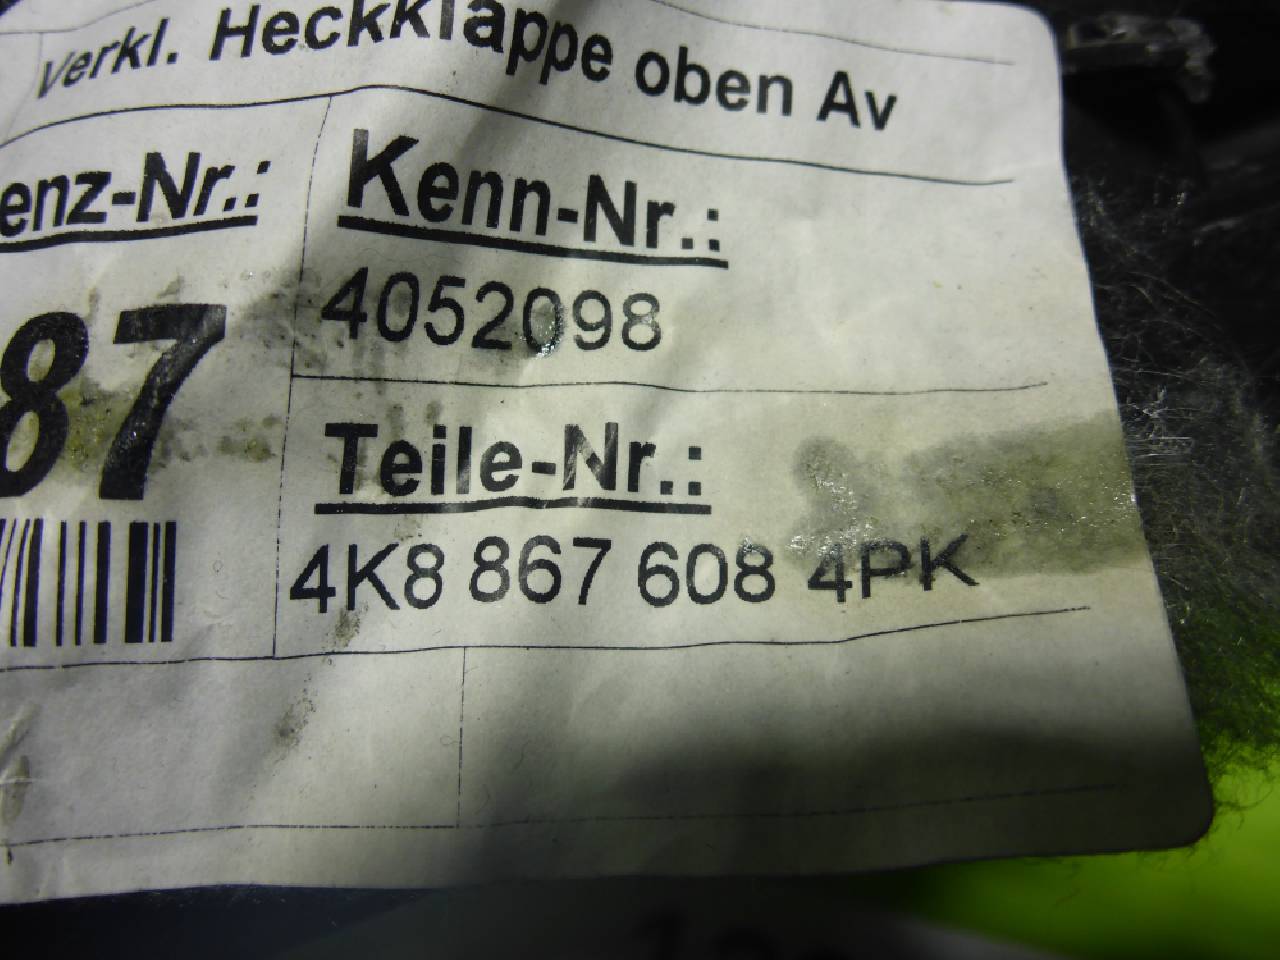 verkl. Heckklappe oben Av
enz-Nr.:
Kenn-Nr.:
4052098
87
Teile-Nr.:
4K8 867 608 4PK